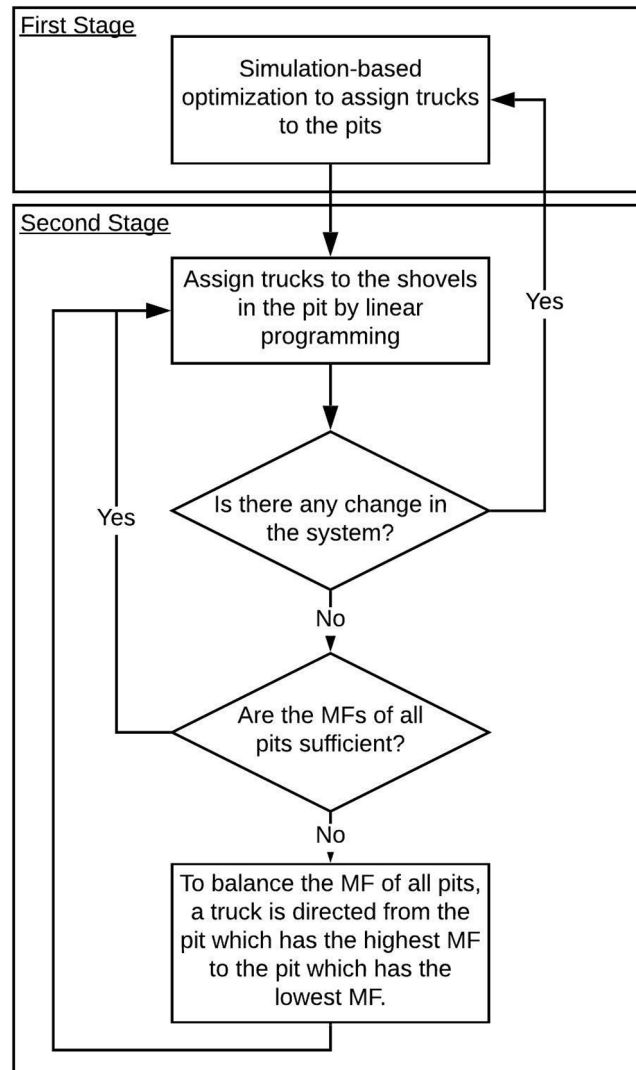 First Stage
Simulation-based
optimization to assign trucks
to the pits
Second Stage
Assign trucks to the shovels
in the pit by linear
programming
Yes
Is there any change in
the system?
Yes
No
Are the MFs of all
pits sufficient?
No
To balance the MF of all pits,
a truck is directed from the
pit which has the highest MF
to the pit which has the
lowest MF.